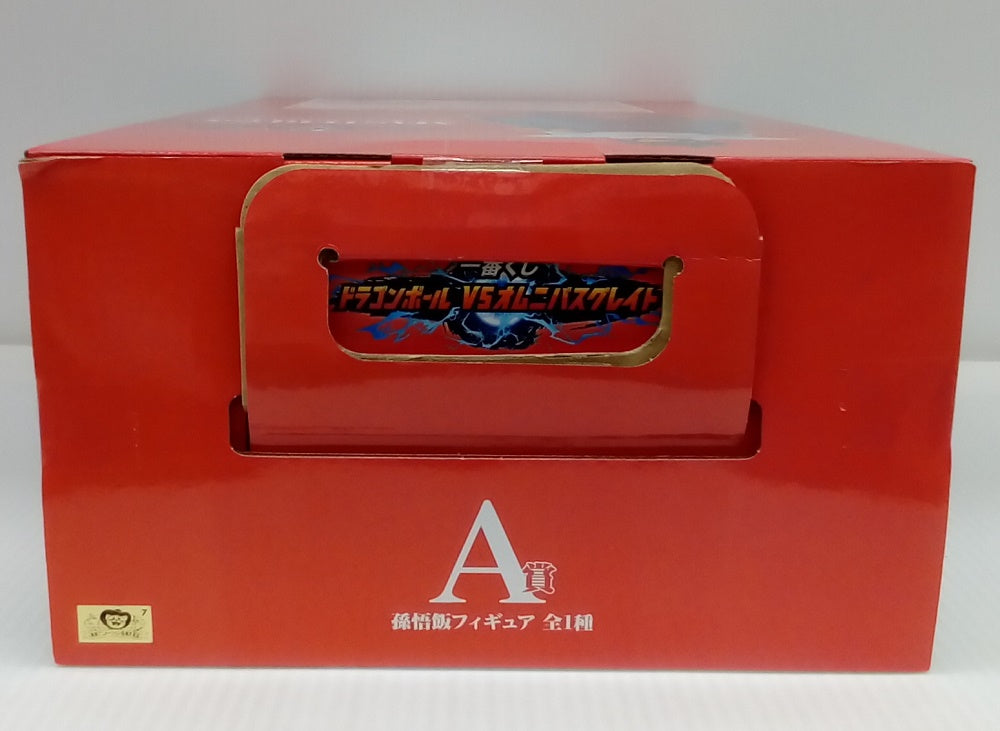 一番くじ
ドラゴンボール VSオムニバスグレイト
A賞
孫悟飯フィギュア 全1種